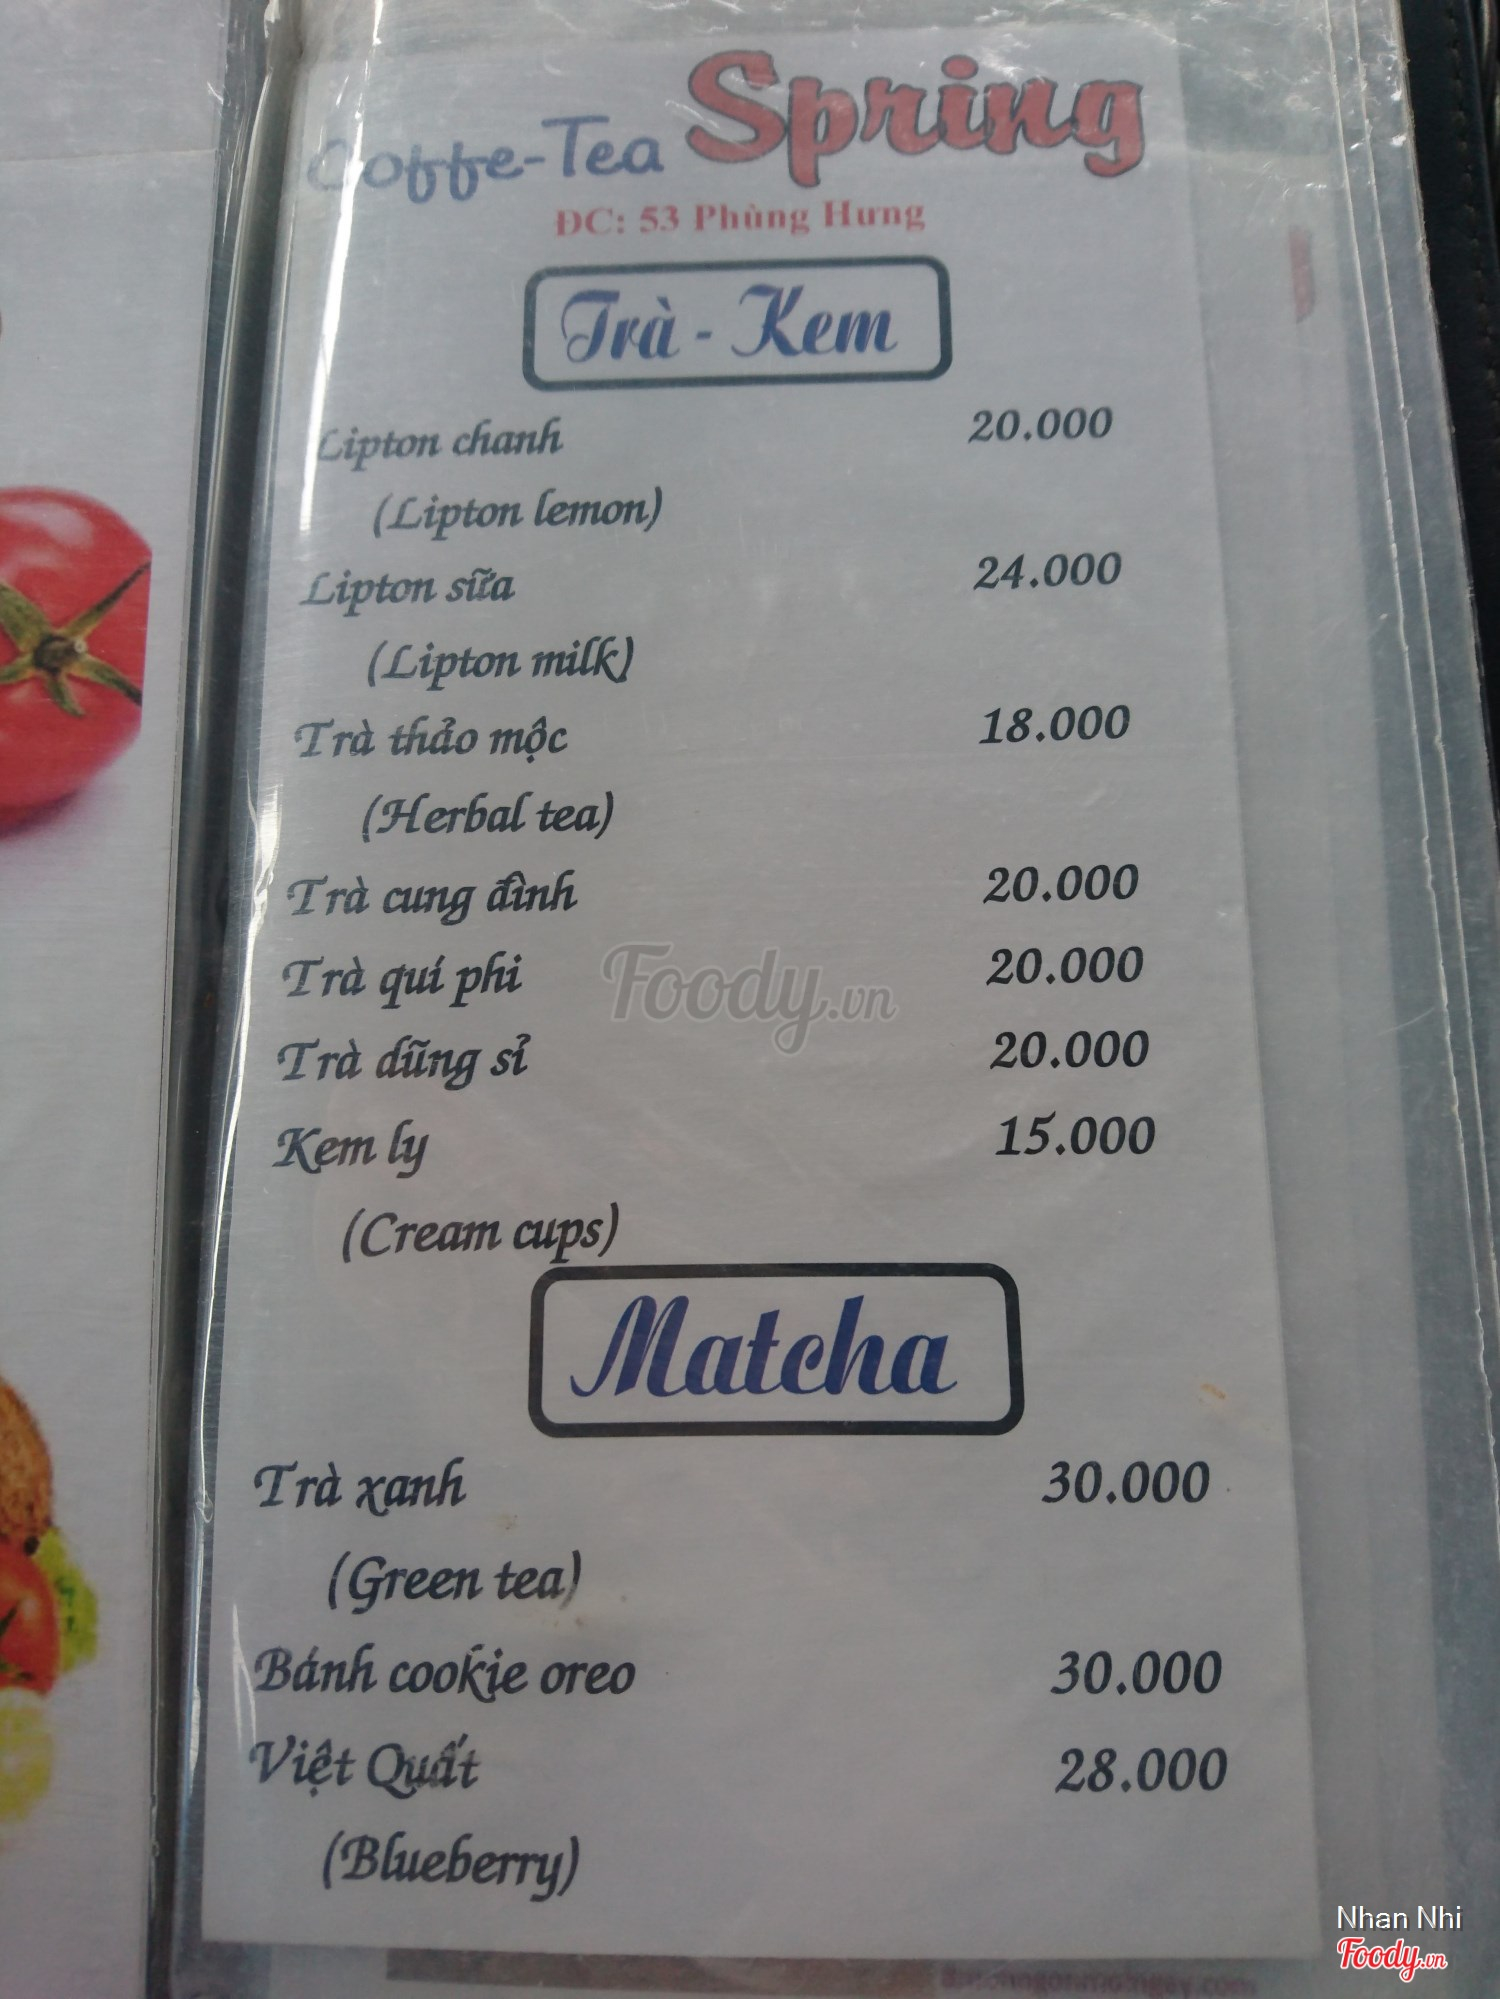 Coffe-Tea Spring
ĐC: 53 Phùng Hưng
Trà - Kem
Lipton chanh 20.000
(Lipton lemon)
Lipton sữa 24.000
(Lipton milk)
Trà thảo mộc 18.000
(Herbal tea)
Trà cung đình 20.000
Trà quí phi 20.000
Trà dũng sỉ 20.000
Kem ly 15.000
(Cream cups)
Matcha
Trà xanh 30.000
(Green tea)
Bánh cookie oreo 30.000
Việt Quất 28.000
(Blueberry)
Foody.vn
Nhan Nhi
Foody.vn